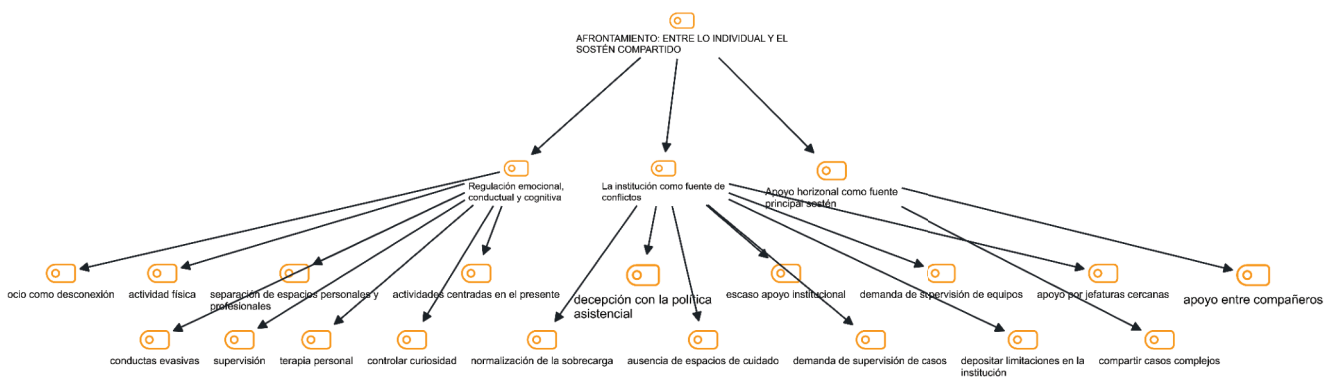 AFRONTAMIENTO: ENTRE LO INDIVIDUAL Y EL
SOSTÉN COMPARTIDO
Regulación emocional,
conductual y cognitiva
La institución como fuente de
conflictos
Apoyo horizonal como fuente
principal sostén
ocio como desconexión
actividad física
separación de espacios personales y
profesionales
actividades centradas en el presente
decepción con la política
asistencial
escaso apoyo institucional
demanda de supervisión de equipos
apoyo por jefaturas cercanas
apoyo entre compañeros
conductas evasivas
supervisión
terapia personal
controlar curiosidad
normalización de la sobrecarga
ausencia de espacios de cuidado
demanda de supervisión de casos
depositar limitaciones en la
institución
compartir casos complejos